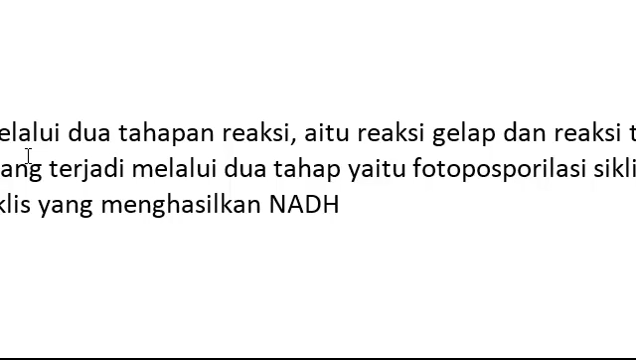 elalui dua tahapan reaksi, aitu reaksi gelap dan reaksi t
ang terjadi melalui dua tahap yaitu fotoposporilasi sikli
klis yang menghasilkan NADH